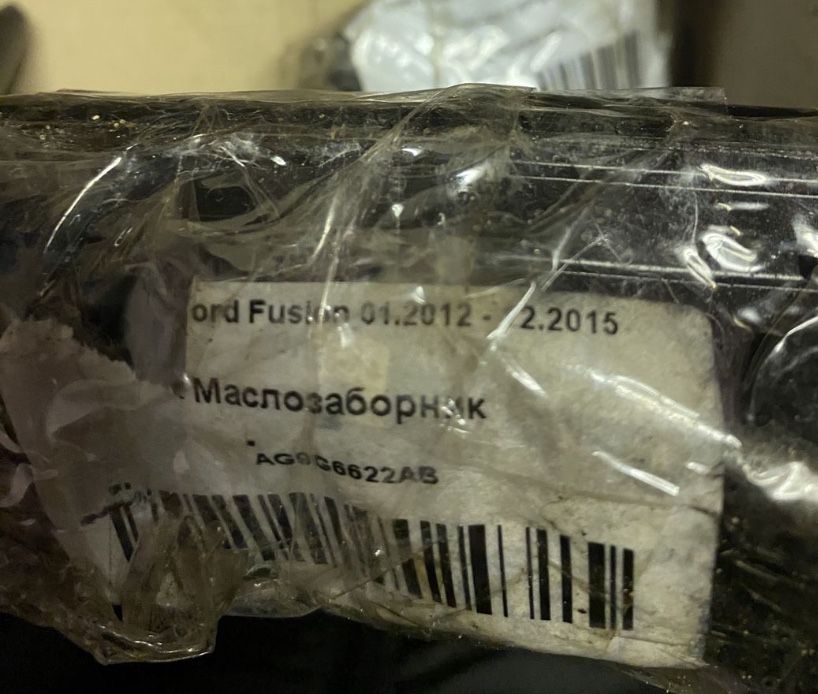 ord Fusion 01.2012 - 2.2015
Маслозаборник
AG9G6622AB